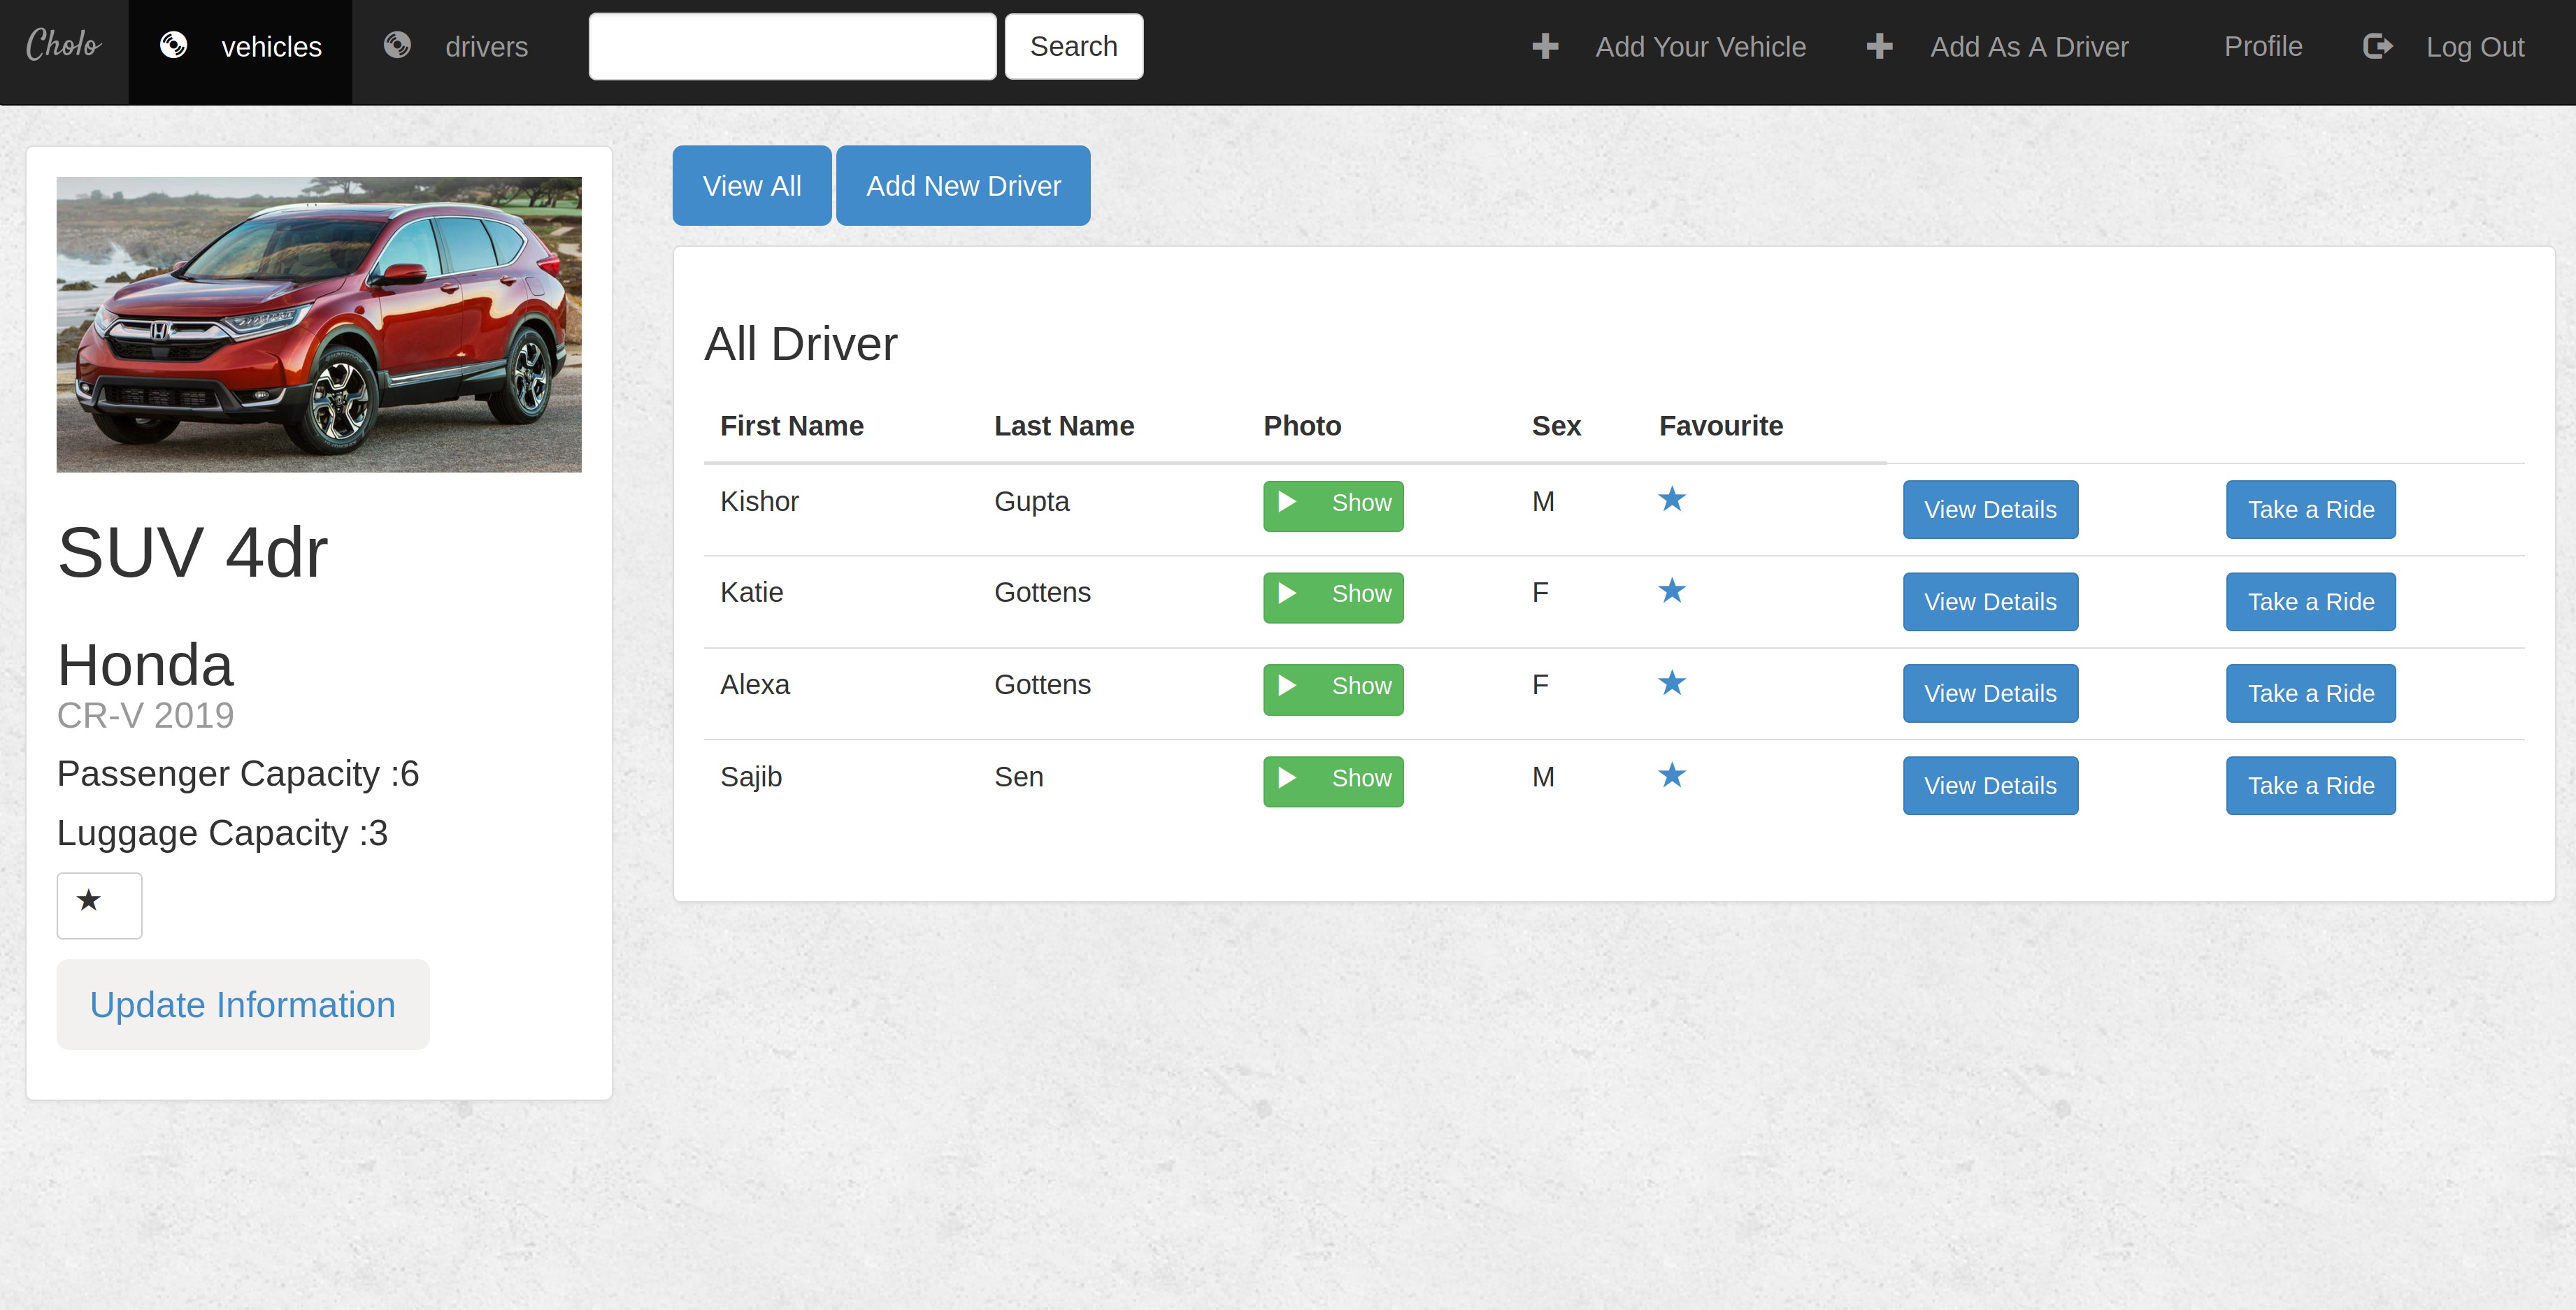 Cholo vehicles drivers Search Add Your Vehicle Add As A Driver Profile Log Out
View All Add New Driver
SUV 4dr
Honda
CR-V 2019
Passenger Capacity :6
Luggage Capacity :3
Update Information
All Driver
First Name Last Name Photo Sex Favourite
Kishor Gupta Show M View Details Take a Ride
Katie Gottens Show F View Details Take a Ride
Alexa Gottens Show F View Details Take a Ride
Sajib Sen Show M View Details Take a Ride